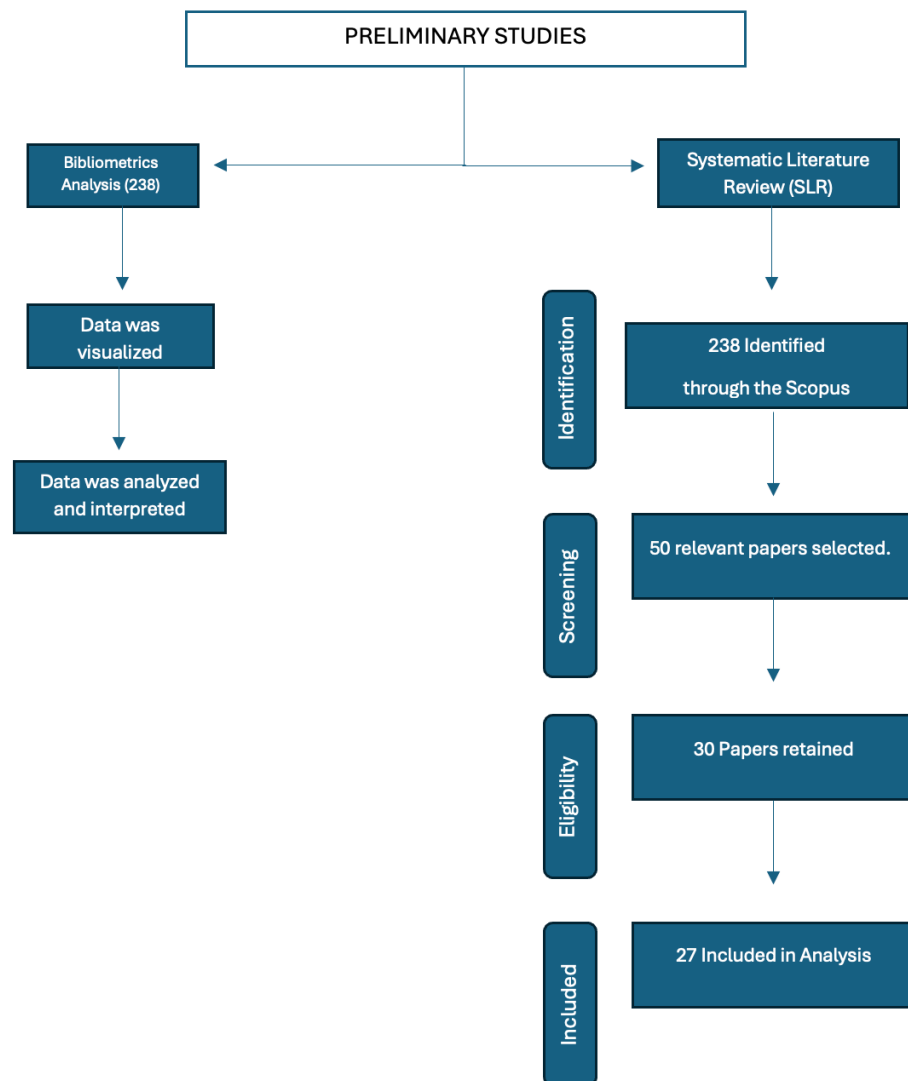 PRELIMINARY STUDIES
Bibliometrics
Analysis (238)
Data was
visualized
Data was analyzed
and interpreted
Systematic Literature
Review (SLR)
Identification
238 Identified
through the Scopus
Screening
50 relevant papers selected.
Eligibility
30 Papers retained
Included
27 Included in Analysis